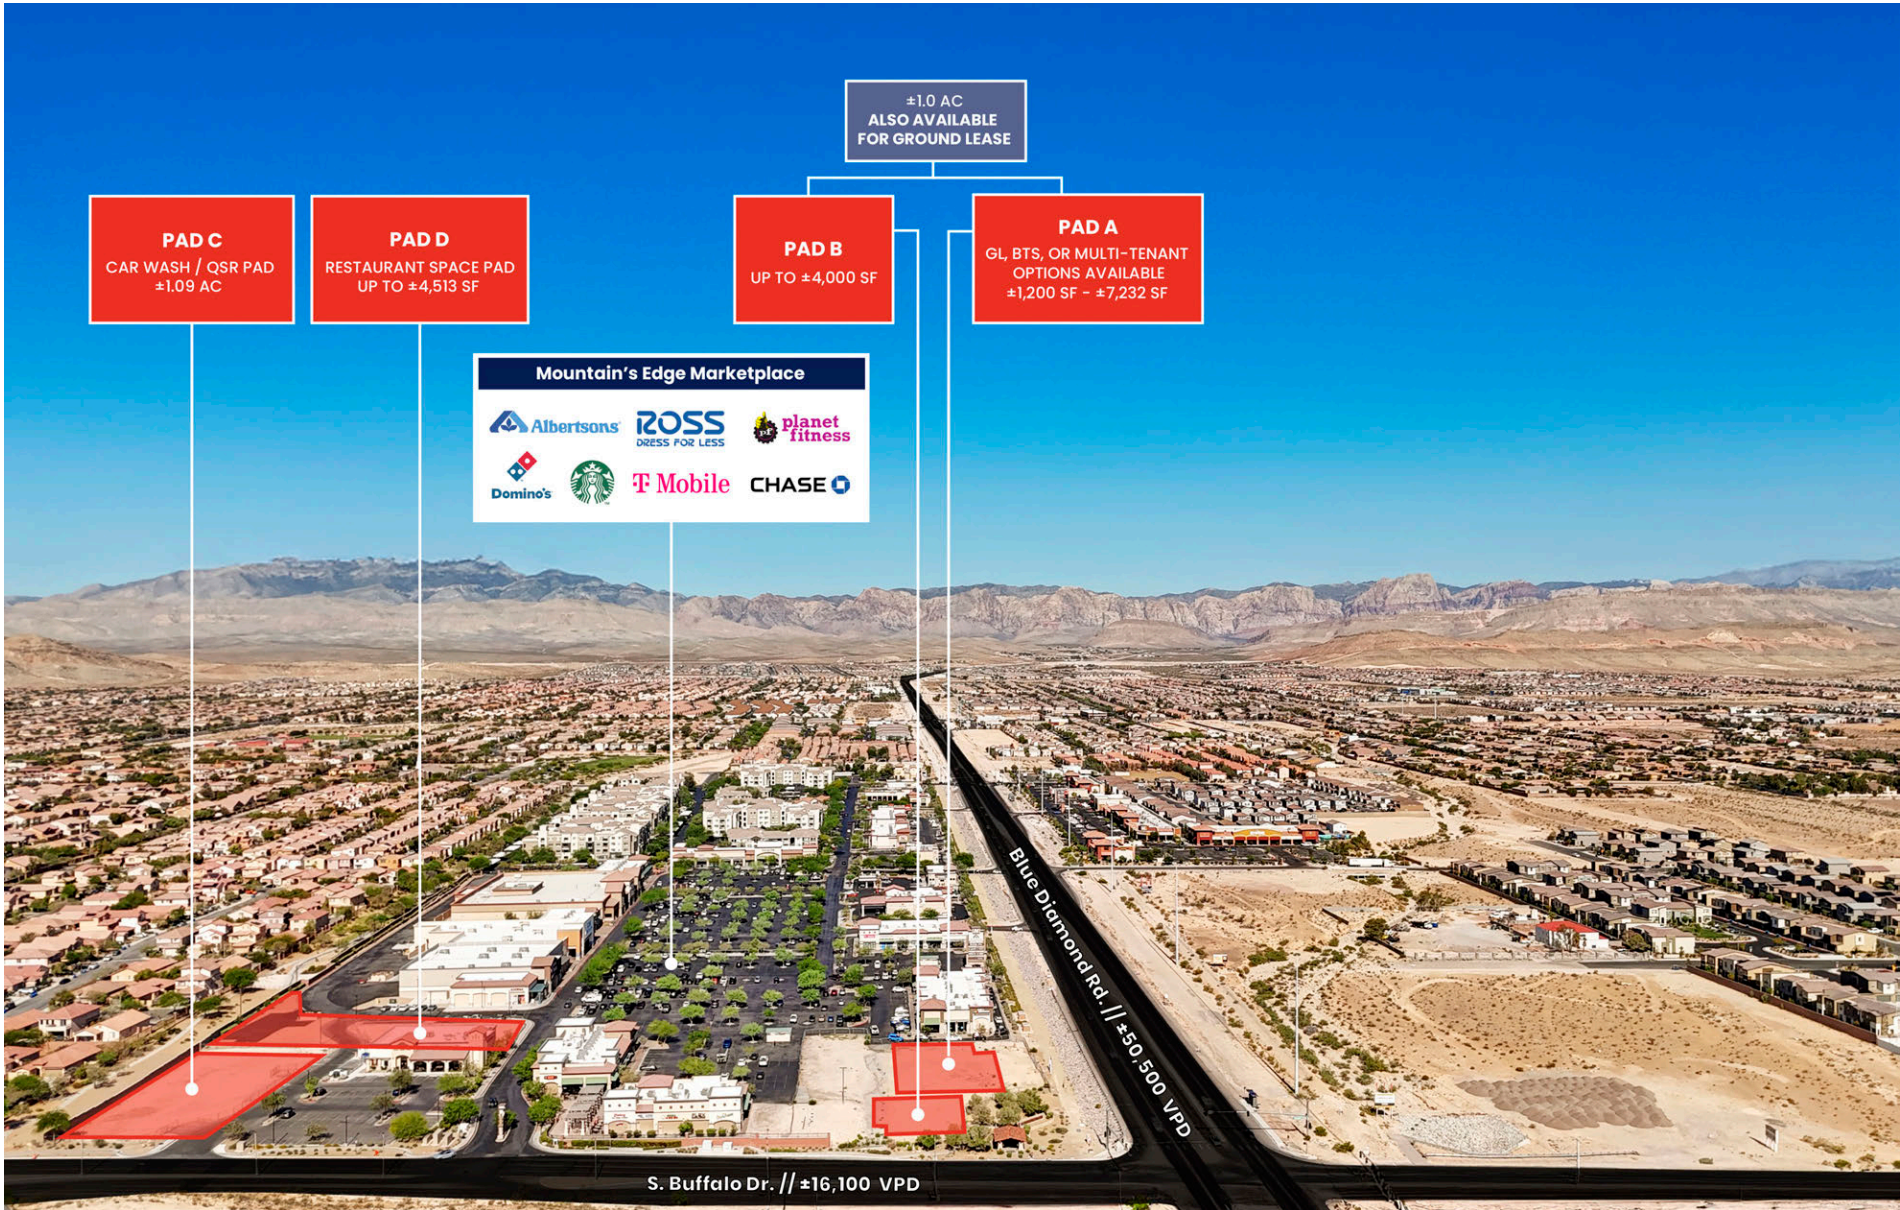 ±1.0 AC
ALSO AVAILABLE
FOR GROUND LEASE
PAD C
CAR WASH / QSR PAD
±1.09 AC
PAD D
RESTAURANT SPACE PAD
UP TO ±4,513 SF
PAD B
UP TO ±4,000 SF
PAD A
GL, BTS, OR MULTI-TENANT
OPTIONS AVAILABLE
±1,200 SF - ±7,232 SF
Mountain's Edge Marketplace
Albertsons
ROSS
DRESS FOR LESS
planet
fitness
Domino's
T Mobile
CHASE
Blue Diamond Rd. // ±50,500 VPD
S. Buffalo Dr. // ±16,100 VPD